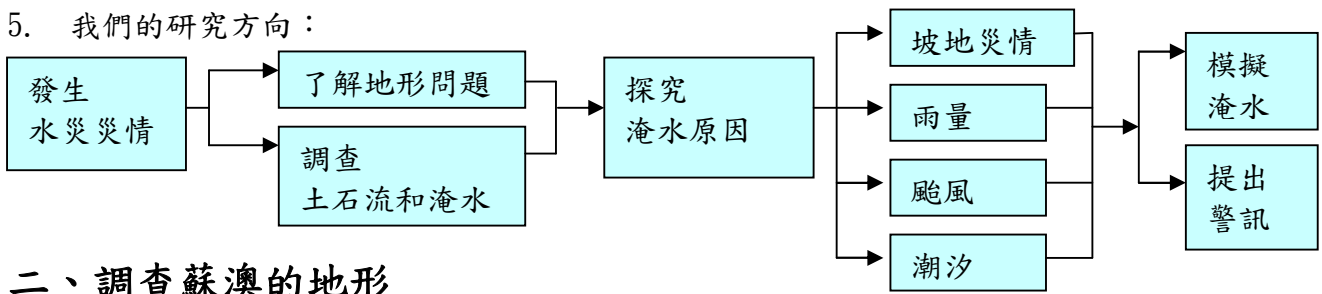 5. 我們的研究方向：
發生
水災災情
了解地形問題
調查
土石流和淹水
探究
淹水原因
坡地災情
雨量
颱風
潮汐
模擬
淹水
提出
警訊
二、調查蘇澳的地形